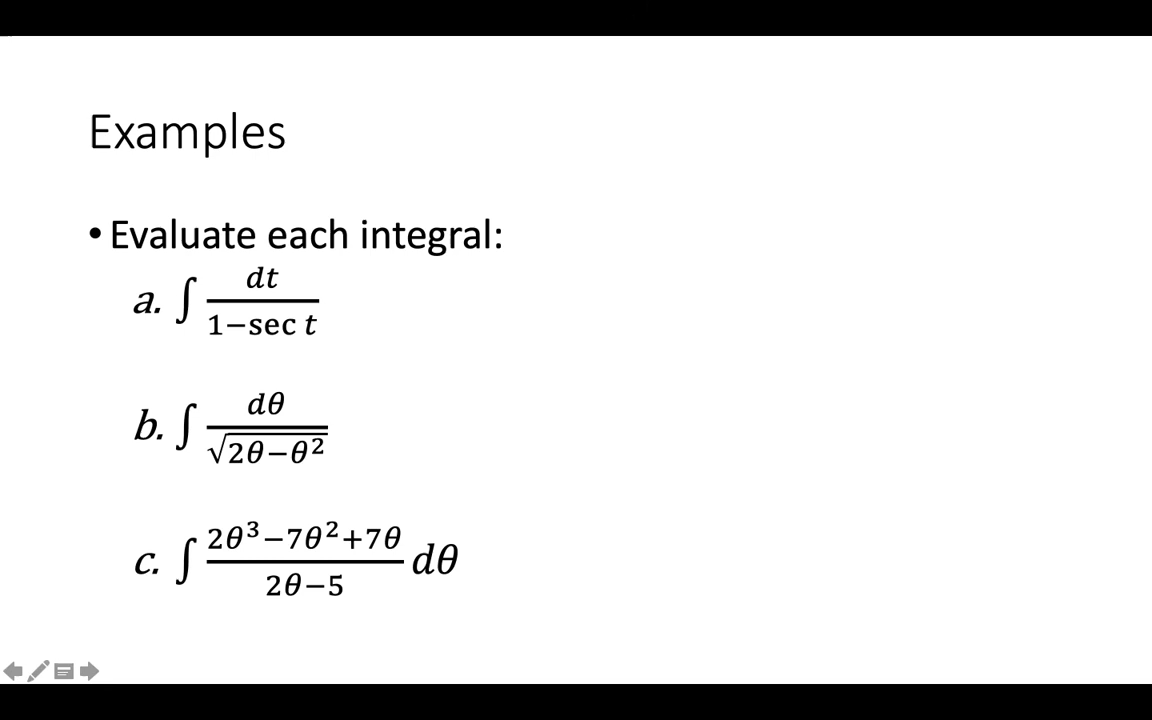 Examples
• Evaluate each integral:
a. ∫ dt / (1−sec t)
b. ∫ dθ / √(2θ−θ²)
c. ∫ (2θ³−7θ²+7θ) / (2θ−5) dθ